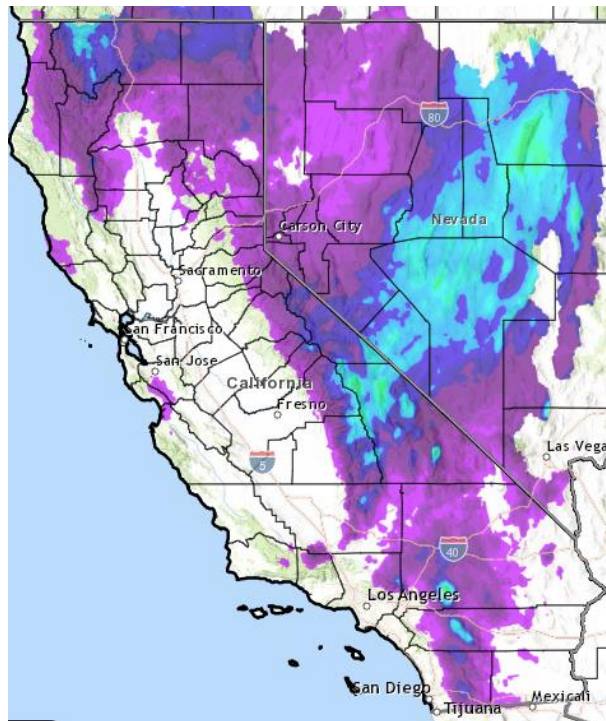 80
Nevada
Carson City
Sacramento
San Francisco
San Jose
California
Fresno
5
Las Vega
40
Los Angeles
San Diego
Tijuana
Mexicali